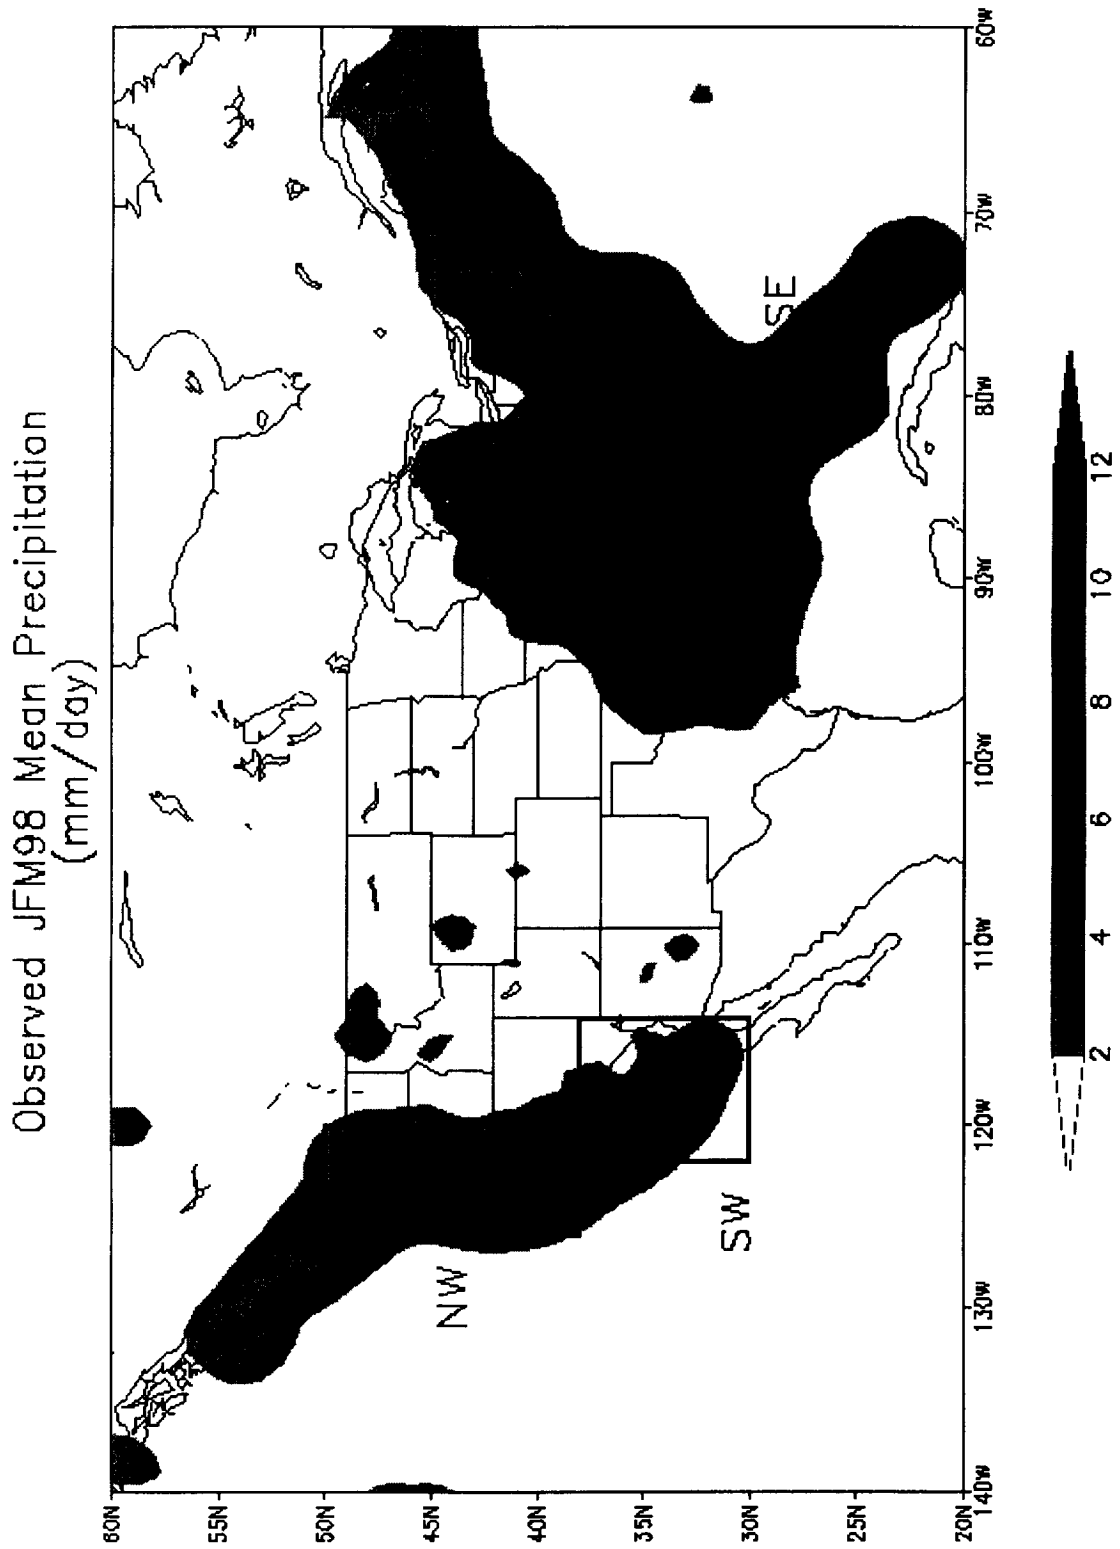 Observed JFM98 Mean Precipitation
(mm/day)
60N
55N
50N
45N
40N
35N
30N
25N
20N
140W
130W
120W
110W
100W
90W
80W
70W
60W
NW
SW
SE
2
4
6
8
10
12